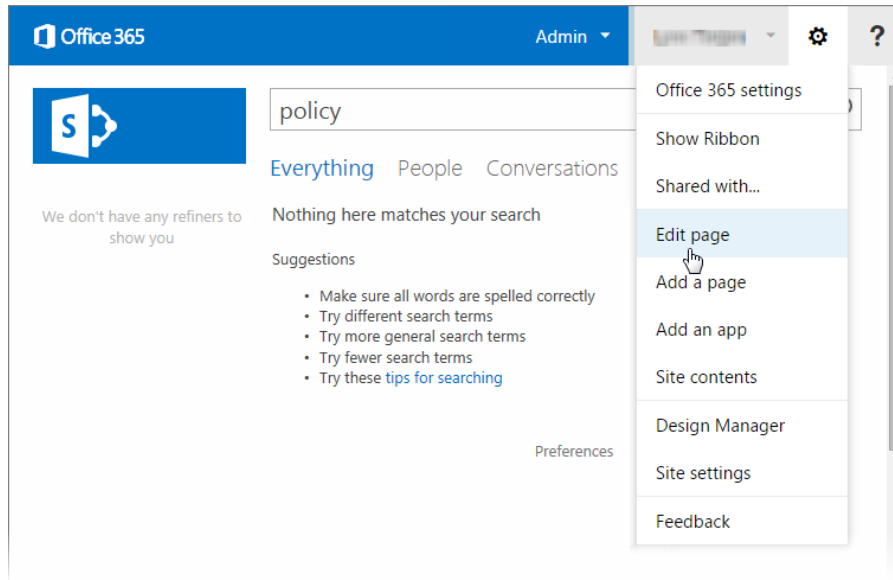 Office 365
Admin
?
S
policy
Everything People Conversations
We don't have any refiners to
show you
Nothing here matches your search
Suggestions
• Make sure all words are spelled correctly
• Try different search terms
• Try more general search terms
• Try fewer search terms
• Try these tips for searching
Preferences
Office 365 settings
Show Ribbon
Shared with...
Edit page
Add a page
Add an app
Site contents
Design Manager
Site settings
Feedback